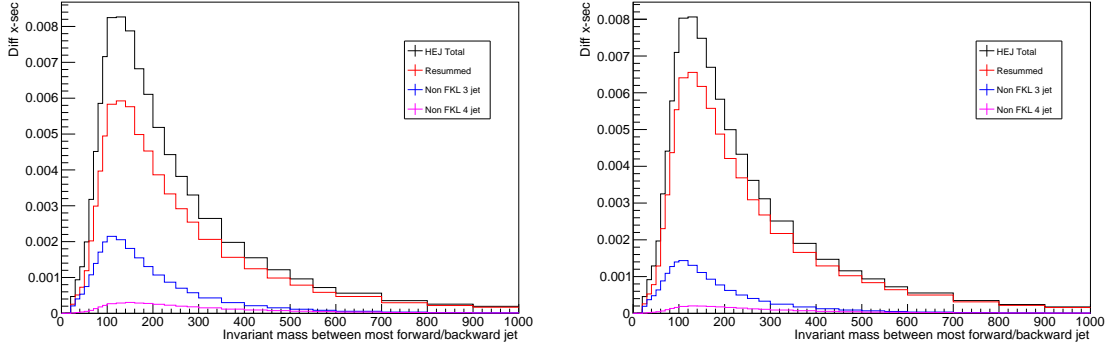 Diff x-sec
0.008
0.007
0.006
0.005
0.004
0.003
0.002
0.001
0
HEJ Total
Resummed
Non FKL 3 jet
Non FKL 4 jet
0 100 200 300 400 500 600 700 800 900 1000
Invariant mass between most forward/backward jet
Diff x-sec
0.008
0.007
0.006
0.005
0.004
0.003
0.002
0.001
0
HEJ Total
Resummed
Non FKL 3 jet
Non FKL 4 jet
0 100 200 300 400 500 600 700 800 900 1000
Invariant mass between most forward/backward jet